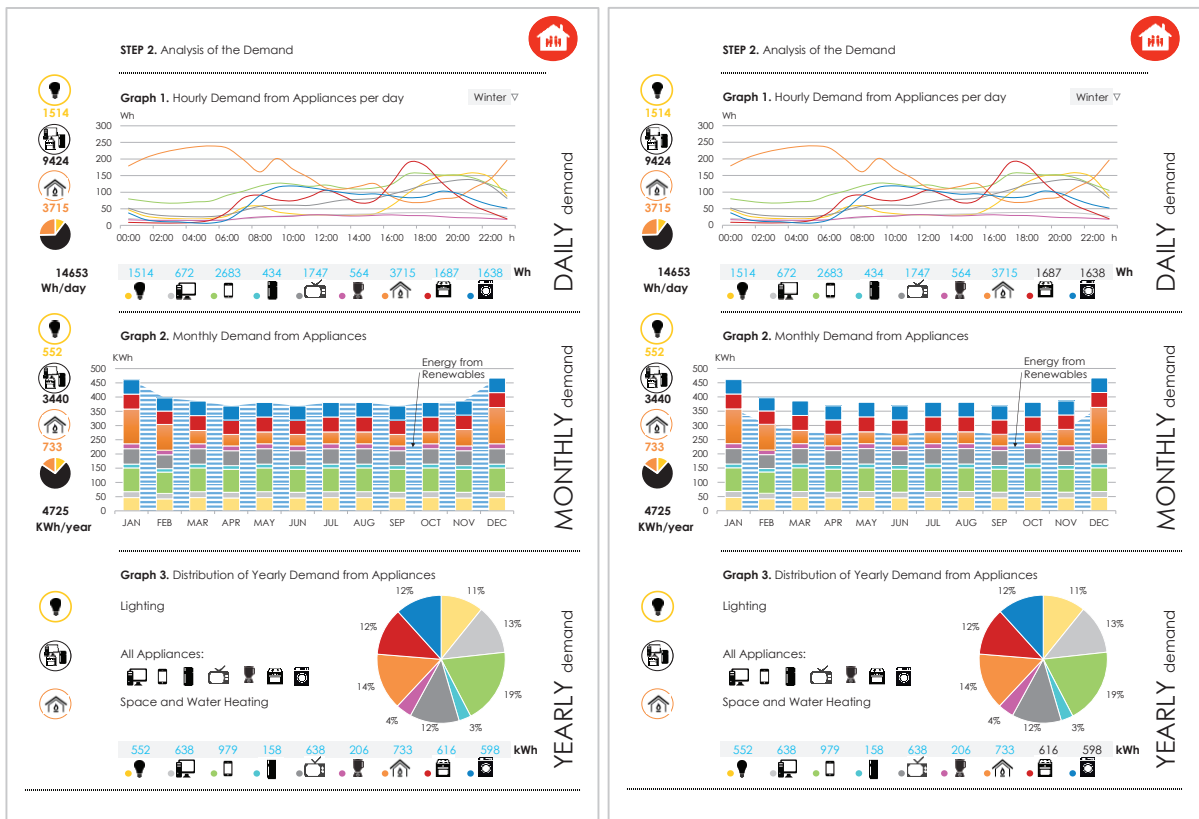 STEP 2. Analysis of the Demand
Graph 1. Hourly Demand from Appliances per day
Winter ▽
1514
9424
3715
14653
Wh/day
Wh
300
250
200
150
100
50
0
00:00 02:00 04:00 06:00 08:00 10:00 12:00 14:00 16:00 18:00 20:00 22:00 h
1514 672 2683 434 1747 564 3715 1687 1638 Wh
DAILY demand
Graph 2. Monthly Demand from Appliances
552
3440
733
4725
KWh/year
KWh
Energy from
Renewables
500
450
400
350
300
250
200
150
100
50
0
JAN FEB MAR APR MAY JUN JUL AUG SEP OCT NOV DEC
MONTHLY demand
Graph 3. Distribution of Yearly Demand from Appliances
Lighting
All Appliances:
Space and Water Heating
11%
13%
19%
3%
12%
4%
14%
12%
12%
552 638 979 158 638 206 733 616 598 kWh
YEARLY demand
STEP 2. Analysis of the Demand
Graph 1. Hourly Demand from Appliances per day
Winter ▽
1514
9424
3715
14653
Wh/day
Wh
300
250
200
150
100
50
0
00:00 02:00 04:00 06:00 08:00 10:00 12:00 14:00 16:00 18:00 20:00 22:00 h
1514 672 2683 434 1747 564 3715 1687 1638 Wh
DAILY demand
Graph 2. Monthly Demand from Appliances
552
3440
733
4725
KWh/year
KWh
Energy from
Renewables
500
450
400
350
300
250
200
150
100
50
0
JAN FEB MAR APR MAY JUN JUL AUG SEP OCT NOV DEC
MONTHLY demand
Graph 3. Distribution of Yearly Demand from Appliances
Lighting
All Appliances:
Space and Water Heating
11%
13%
19%
3%
12%
4%
14%
12%
12%
552 638 979 158 638 206 733 616 598 kWh
YEARLY demand